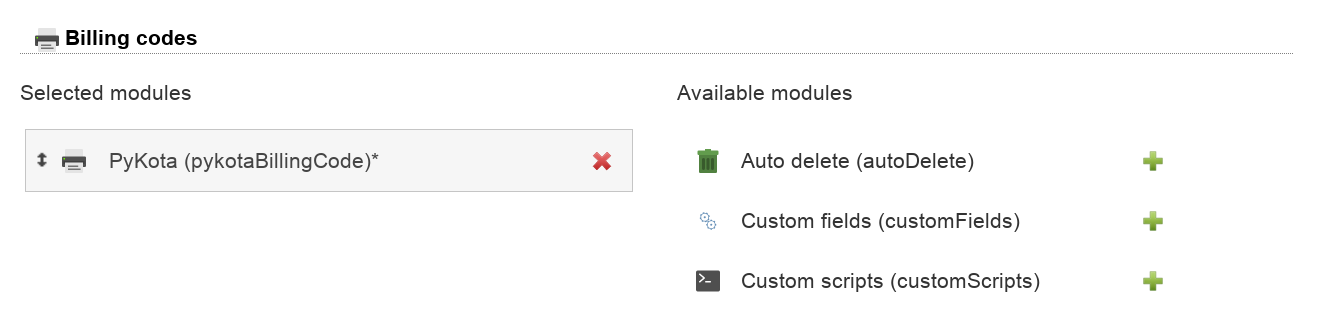 Billing codes
Selected modules
Available modules
PyKota (pykotaBillingCode)*
Auto delete (autoDelete)
Custom fields (customFields)
Custom scripts (customScripts)